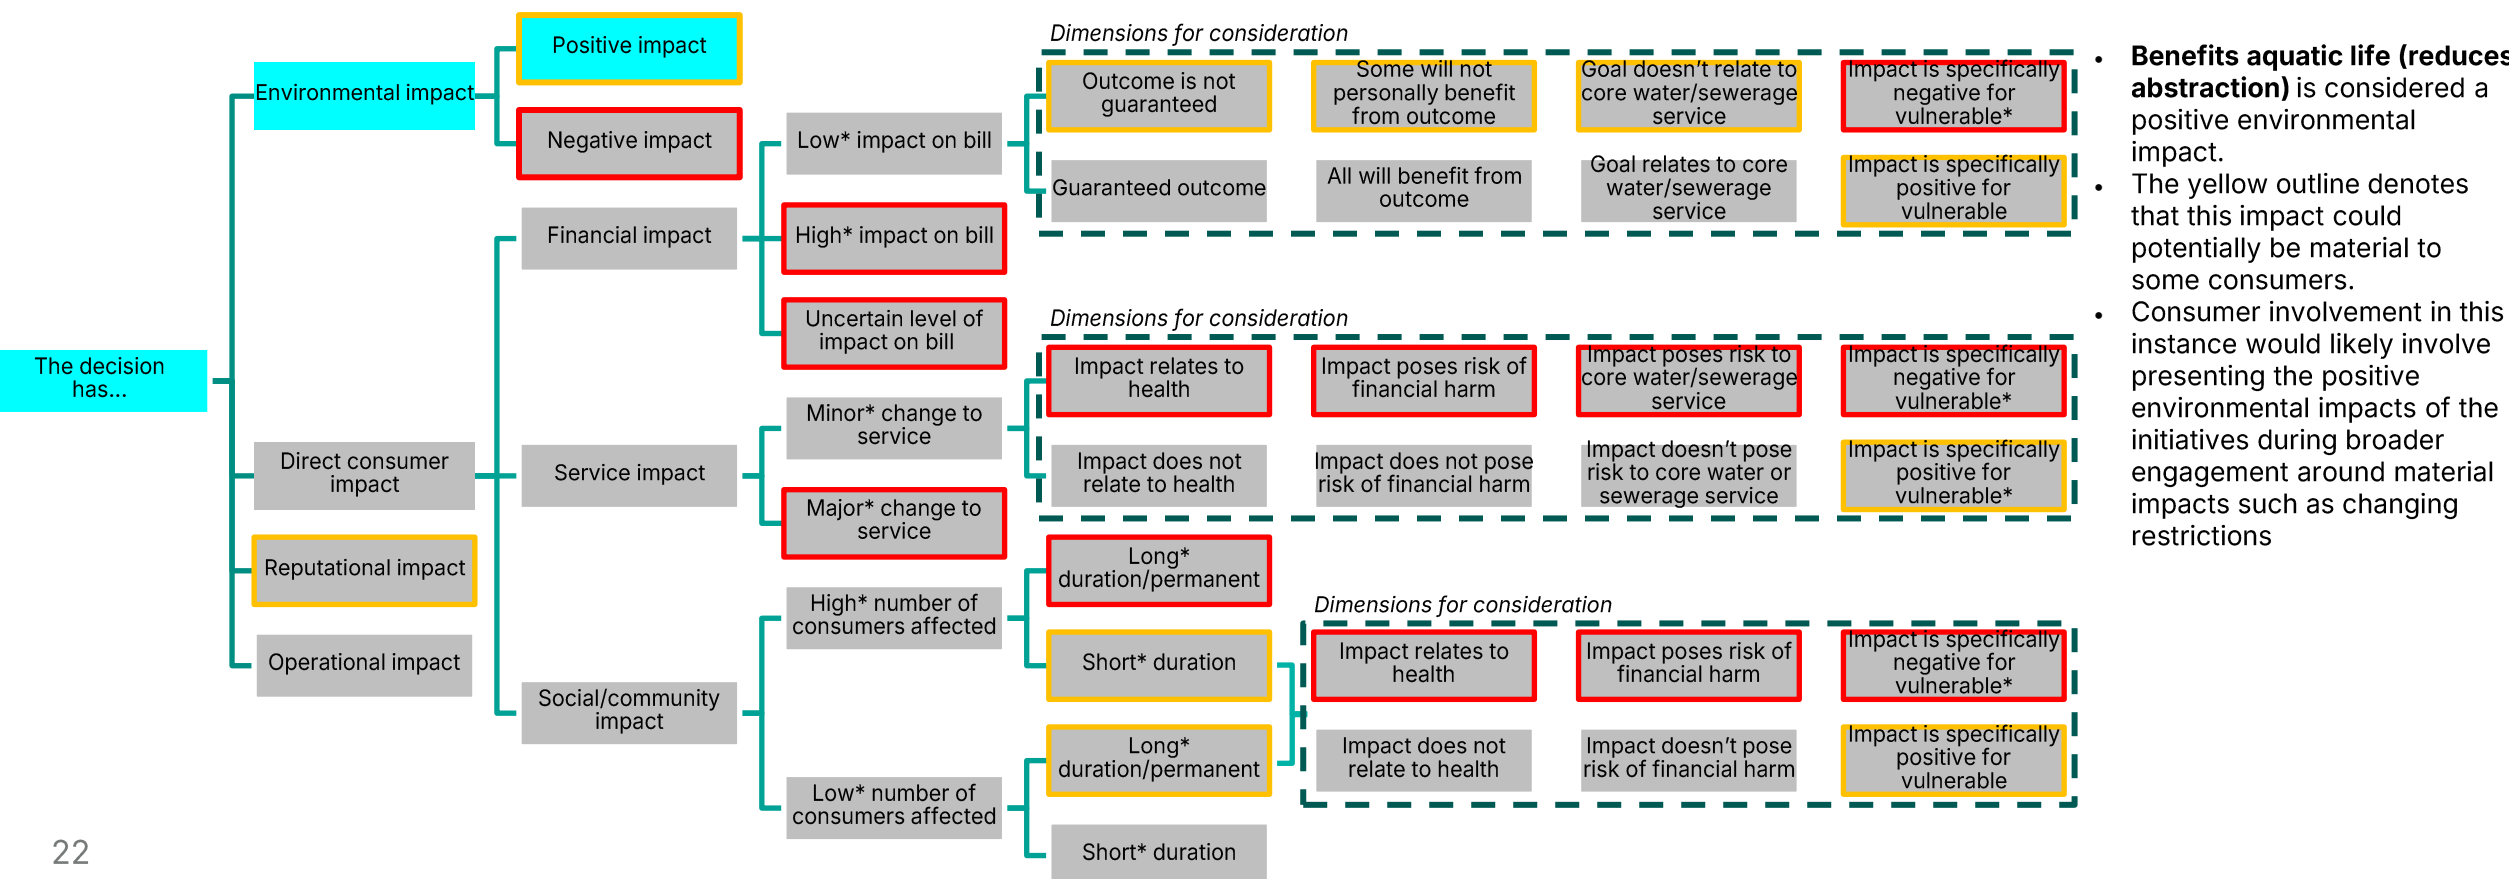 Dimensions for consideration
Positive impact
Environmental impact
Negative impact
Outcome is not
guaranteed
Some will not
personally benefit
from outcome
Goal doesn't relate to
core water/sewerage
service
Impact is specifically
negative for
vulnerable*
Low* impact on bill
Guaranteed outcome
All will benefit from
outcome
Goal relates to core
water/sewerage
service
Impact is specifically
positive for
vulnerable
Financial impact
High* impact on bill
Uncertain level of
impact on bill
Dimensions for consideration
The decision
has...
Impact relates to
health
Impact poses risk of
financial harm
Impact poses risk to
core water/sewerage
service
Impact is specifically
negative for
vulnerable*
Minor* change to
service
Direct consumer
impact
Service impact
Impact does not
relate to health
Impact does not pose
risk of financial harm
Impact doesn't pose
risk to core water or
sewerage service
Impact is specifically
positive for
vulnerable*
Major* change to
service
Reputational impact
Long*
duration/permanent
High* number of
consumers affected
Dimensions for consideration
Operational impact
Short* duration
Impact relates to
health
Impact poses risk of
financial harm
Impact is specifically
negative for
vulnerable*
Social/community
impact
Long*
duration/permanent
Impact does not
relate to health
Impact doesn't pose
risk of financial harm
Impact is specifically
positive for
vulnerable
Low* number of
consumers affected
Short* duration
• Benefits aquatic life (reduces
abstraction) is considered a
positive environmental
impact.
• The yellow outline denotes
that this impact could
potentially be material to
some consumers.
• Consumer involvement in this
instance would likely involve
presenting the positive
environmental impacts of the
initiatives during broader
engagement around material
impacts such as changing
restrictions
22